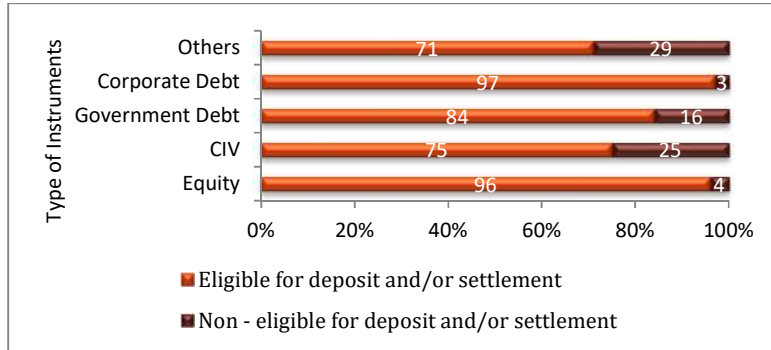 Type of Instruments
Others
71
29
Corporate Debt
97
3
Government Debt
84
16
CIV
75
25
Equity
96
4
0%
20%
40%
60%
80%
100%
Eligible for deposit and/or settlement
Non - eligible for deposit and/or settlement